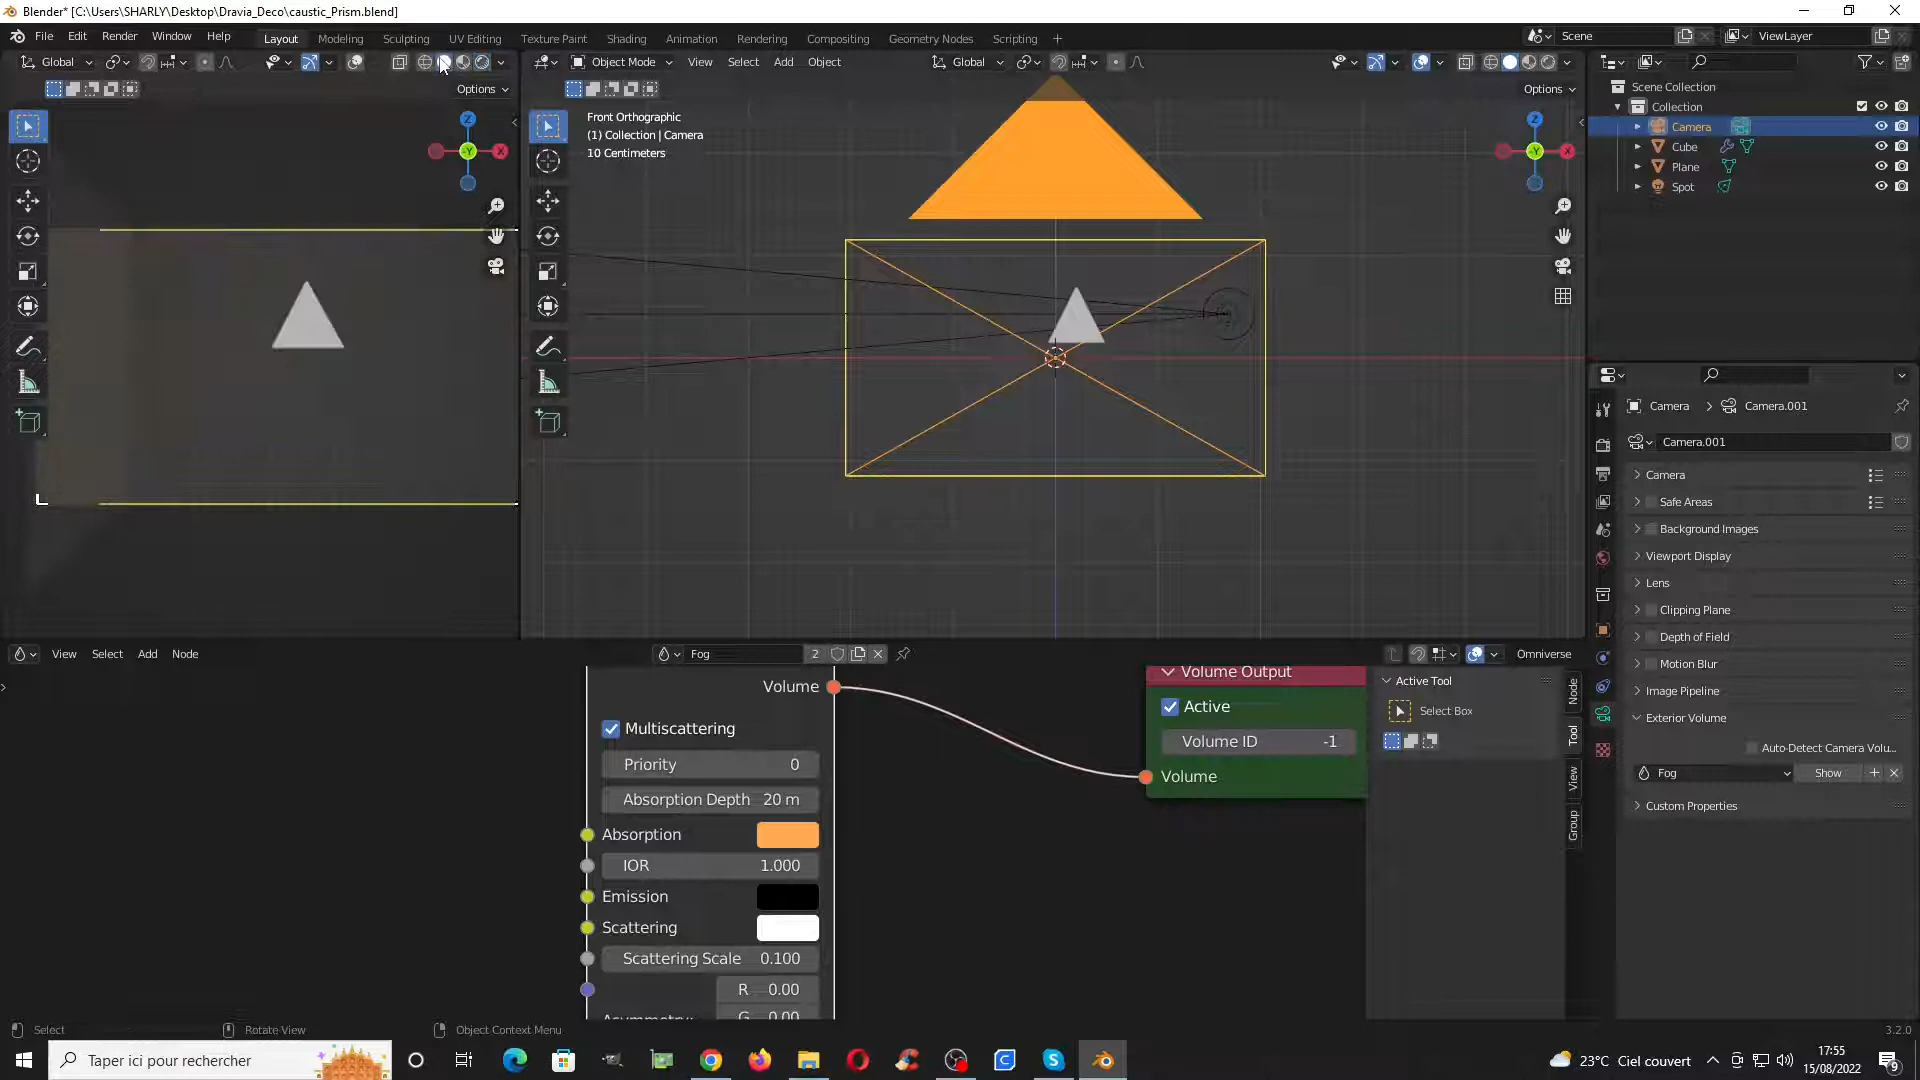 Blender* [C:\Users\SHARLY\Desktop\Dravia_Deco\caustic_Prism.blend]
File Edit Render Window Help Layout Modeling Sculpting UV Editing Texture Paint Shading Animation Rendering Compositing Geometry Nodes Scripting + Scene ViewLayer
Global Object Mode View Select Add Object Global
Options Options
Scene Collection
Collection
Camera
Cube
Plane
Spot
Front Orthographic
(1) Collection | Camera
10 Centimeters
Z X -Y
Z X -Y
Camera > Camera.001
Camera.001
Camera
Safe Areas
Background Images
Viewport Display
Lens
Clipping Plane
Depth of Field
Motion Blur
Image Pipeline
Exterior Volume
Auto-Detect Camera Volu...
Fog Show
Custom Properties
View Select Add Node Fog 2 Omniverse
Volume
Multiscattering
Priority 0
Absorption Depth 20 m
Absorption
IOR 1.000
Emission
Scattering
Scattering Scale 0.100
R 0.00
Asymmetry: G 0.00
Volume Output
Active
Volume ID -1
Volume
Active Tool
Select Box
Node
Tool
View
Group
Select Rotate View Object Context Menu 3.2.0
Taper ici pour rechercher
23°C Ciel couvert
17:55
15/08/2022
9